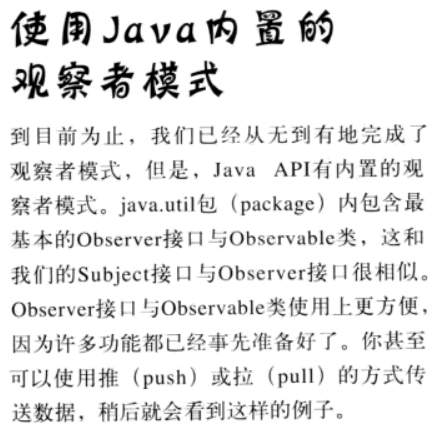 使用Java内置的
观察者模式
到目前为止，我们已经从无到有地完成了
观察者模式，但是，Java API有内置的观
察者模式。java.util包（package）内包含最
基本的Observer接口与Observable类，这和
我们的Subject接口与Observer接口很相似。
Observer接口与Observable类使用上更方便，
因为许多功能都已经事先准备好了。你甚至
可以使用推（push）或拉（pull）的方式传
送数据，稍后就会看到这样的例子。